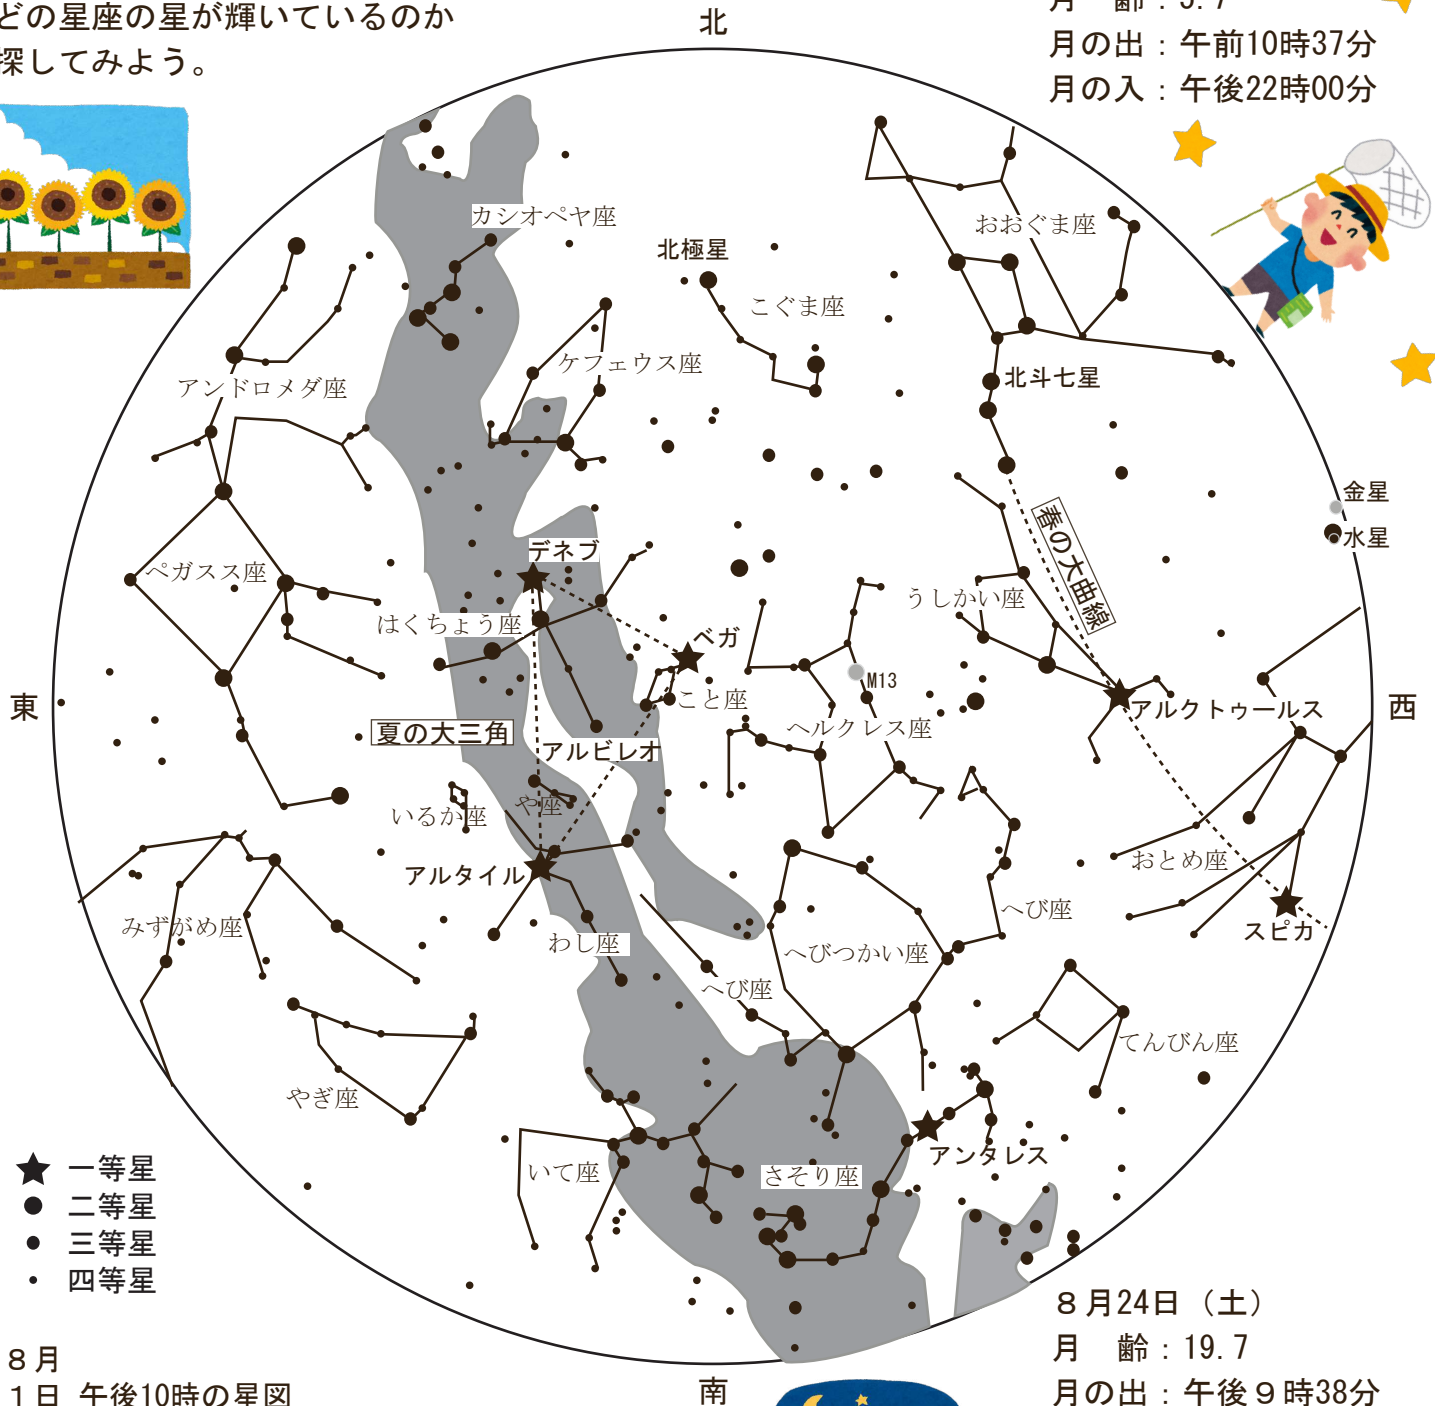 どの星座の星が輝いているのか
探してみよう。
月の出：午前10時37分
月の入：午後22時00分
北
カシオペヤ座
おおぐま座
北極星
こぐま座
ケフェウス座
アンドロメダ座
北斗七星
金星
水星
春の大曲線
デネブ
ペガスス座
うしかい座
はくちょう座
ベガ
M13
こと座
東
アルクトゥールス
西
夏の大三角
ヘルクレス座
アルビレオ
や座
いるか座
おとめ座
アルタイル
へび座
みずがめ座
スピカ
わし座
へびつかい座
へび座
てんびん座
やぎ座
アンタレス
いて座
さそり座
一等星
二等星
三等星
四等星
８月24日（土）
月　齢：19.7
月の出：午後９時38分
８月
１日 午後10時の星図
南